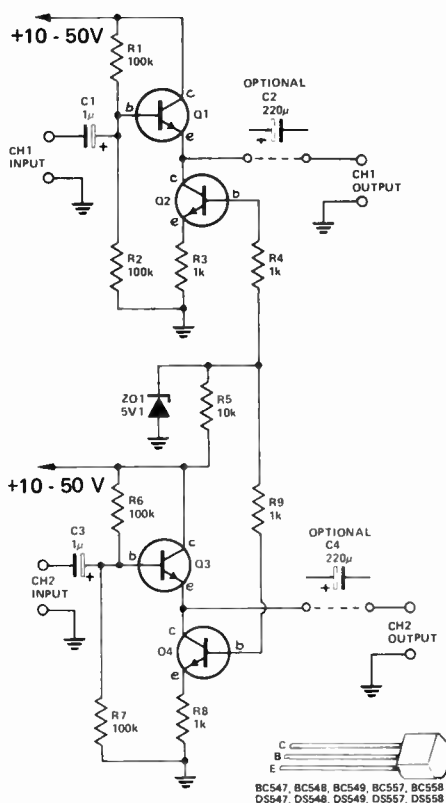 +10 - 50V
R1
100k
C1
1µ
+
b
c
e
Q1
CH1
INPUT
OPTIONAL
C2
220µ
+
CH1
OUTPUT
c
Q2
b
e
R2
100k
R3
1k
R4
1k
ZO1
5V1
R5
10k
+10 - 50 V
R6
100k
R9
1k
C3
1µ
+
b
c
e
Q3
CH2
INPUT
OPTIONAL
C4
220µ
+
CH2
OUTPUT
c
O4
b
e
R7
100k
R8
1k
C
B
E
BC547, BC548, BC549, BC557, BC558,
DS547, DS548, DS549, DS557, DS558